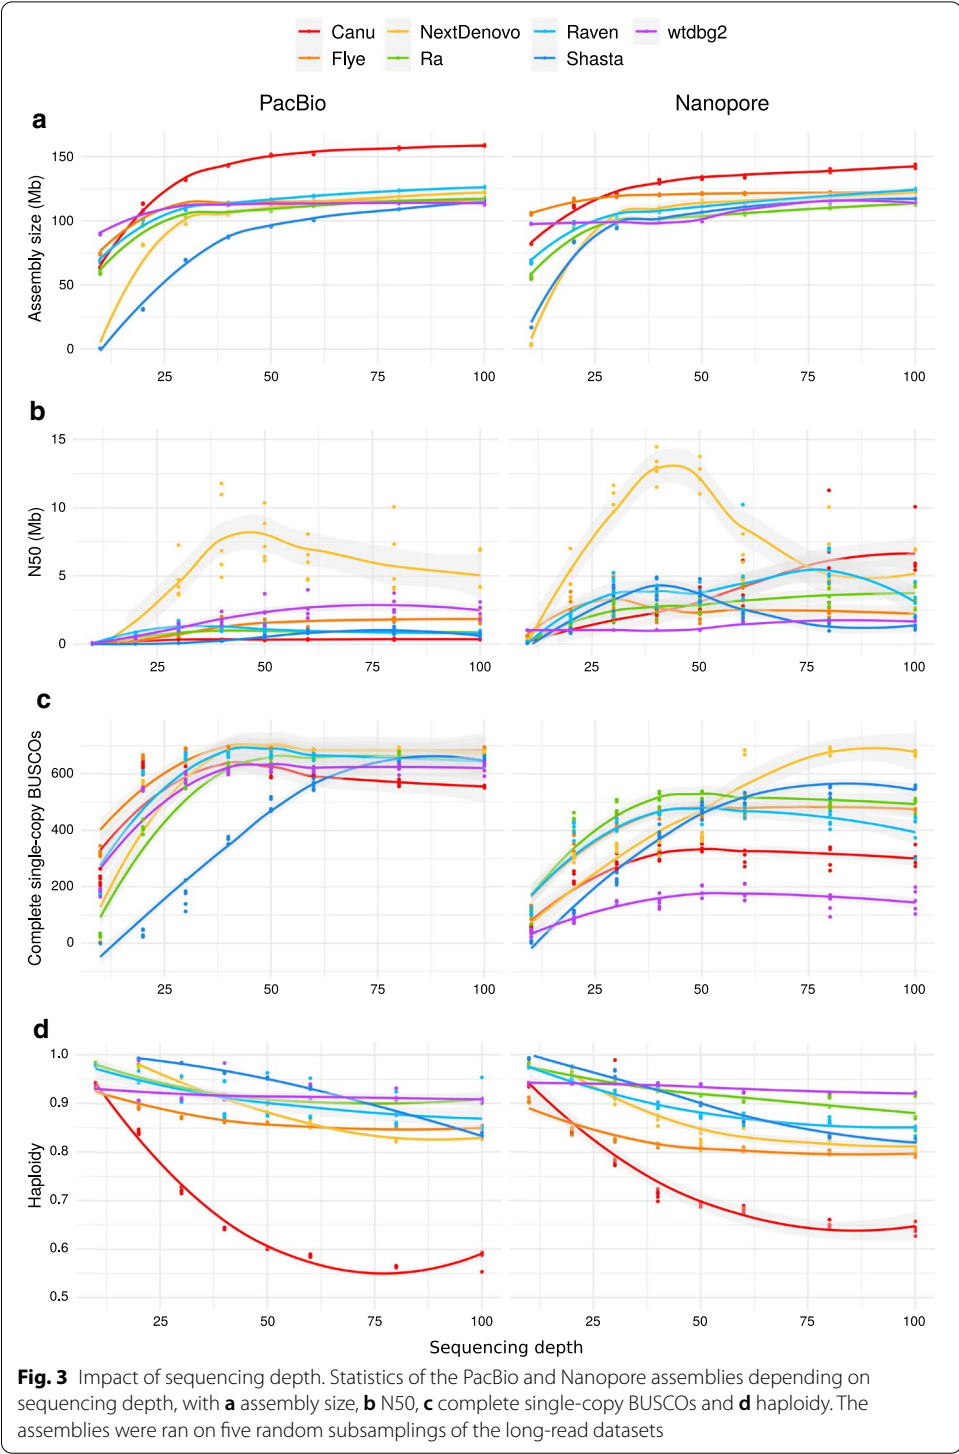 Canu NextDenovo Raven wtdbg2
Flye Ra Shasta
PacBio Nanopore
a
Assembly size (Mb)
150
100
50
0
25 50 75 100 25 50 75 100
b
N50 (Mb)
15
10
5
0
25 50 75 100 25 50 75 100
c
Complete single-copy BUSCOs
600
400
200
0
25 50 75 100 25 50 75 100
d
Haploidy
1.0
0.9
0.8
0.7
0.6
0.5
25 50 75 100 25 50 75 100
Sequencing depth
Fig. 3 Impact of sequencing depth. Statistics of the PacBio and Nanopore assemblies depending on
sequencing depth, with a assembly size, b N50, c complete single-copy BUSCOs and d haploidy. The
assemblies were ran on five random subsamplings of the long-read datasets